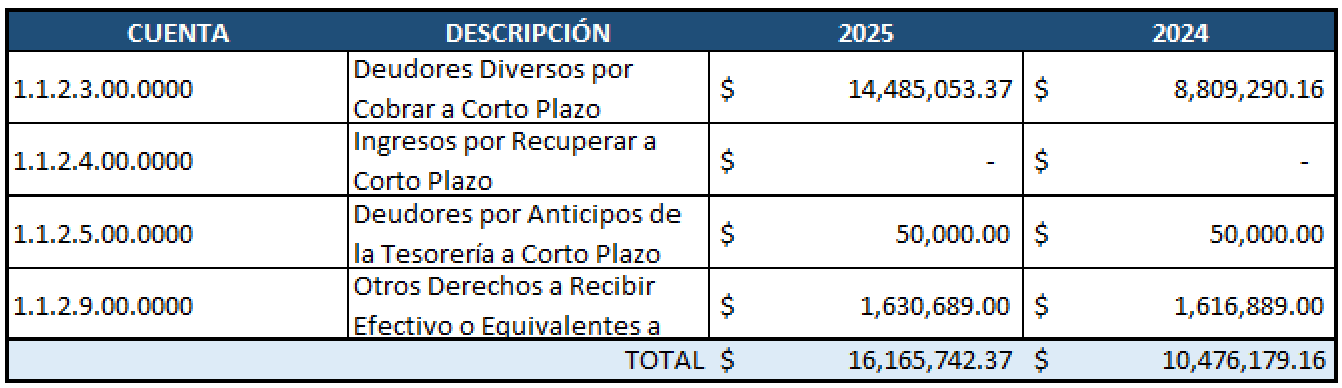 CUENTA DESCRIPCIÓN 2025 2024
1.1.2.3.00.0000 Deudores Diversos por Cobrar a Corto Plazo $ 14,485,053.37 $ 8,809,290.16
1.1.2.4.00.0000 Ingresos por Recuperar a Corto Plazo $ - $ -
1.1.2.5.00.0000 Deudores por Anticipos de la Tesorería a Corto Plazo $ 50,000.00 $ 50,000.00
1.1.2.9.00.0000 Otros Derechos a Recibir Efectivo o Equivalentes a $ 1,630,689.00 $ 1,616,889.00
TOTAL $ 16,165,742.37 $ 10,476,179.16